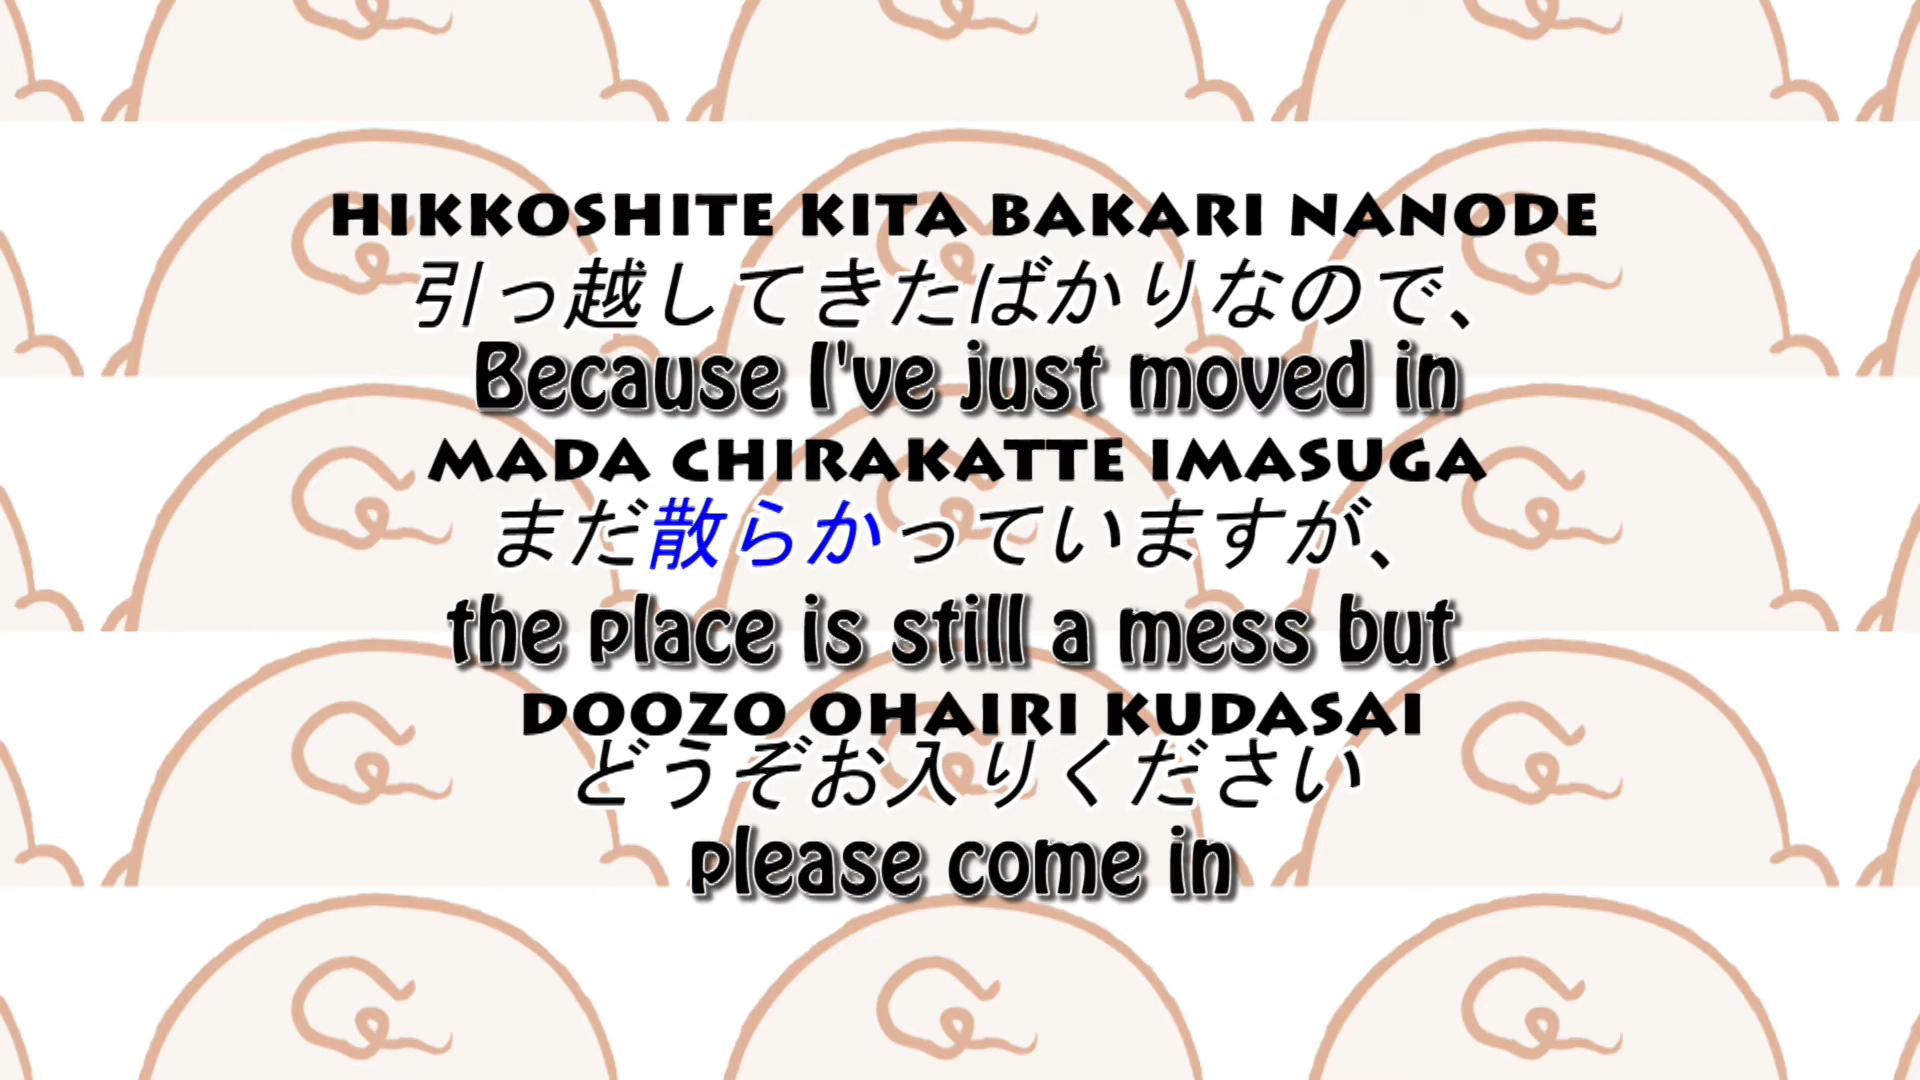 HIKKOSHITE KITA BAKARI NANODE
引っ越してきたばかりなので、
Because I've just moved in
MADA CHIRAKATTE IMASUGA
まだ散らかっていますが、
the place is still a mess but
DOOZO OHAIRI KUDASAI
どうぞお入りください
please come in